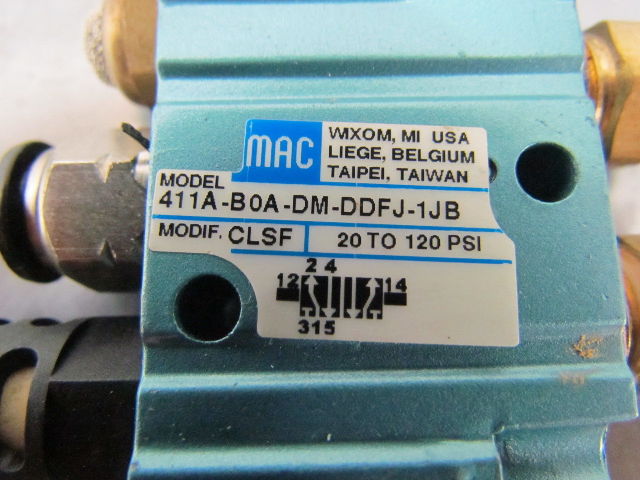 MAC
WIXOM, MI USA
LIEGE, BELGIUM
TAIPEI, TAIWAN
MODEL
411A-B0A-DM-DDFJ-1JB
MODIF. CLSF 20 TO 120 PSI
2 4
12 14
315